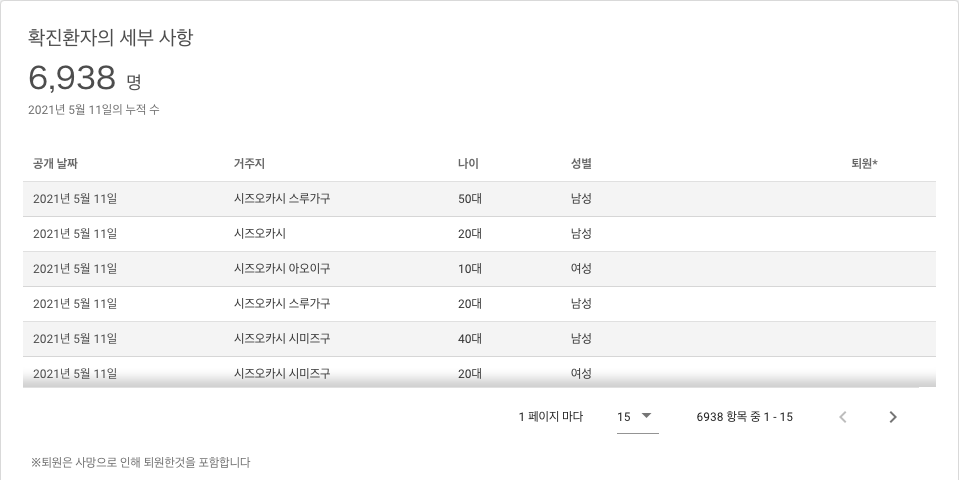 확진환자의 세부 사항
6,938 명
2021년 5월 11일의 누적 수
공개 날짜 거주지 나이 성별 퇴원*
2021년 5월 11일 시즈오카시 스루가구 50대 남성
2021년 5월 11일 시즈오카시 20대 남성
2021년 5월 11일 시즈오카시 아오이구 10대 여성
2021년 5월 11일 시즈오카시 스루가구 20대 남성
2021년 5월 11일 시즈오카시 시미즈구 40대 남성
2021년 5월 11일 시즈오카시 시미즈구 20대 여성
1 페이지 마다 15 6938 항목 중 1 - 15
※퇴원은 사망으로 인해 퇴원한것을 포함합니다